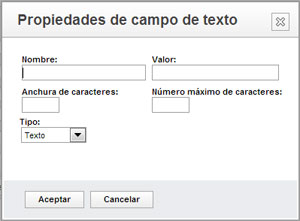 Propiedades de campo de texto
Nombre: Valor:
Anchura de caracteres: Número máximo de caracteres:
Tipo:
Texto
Aceptar Cancelar